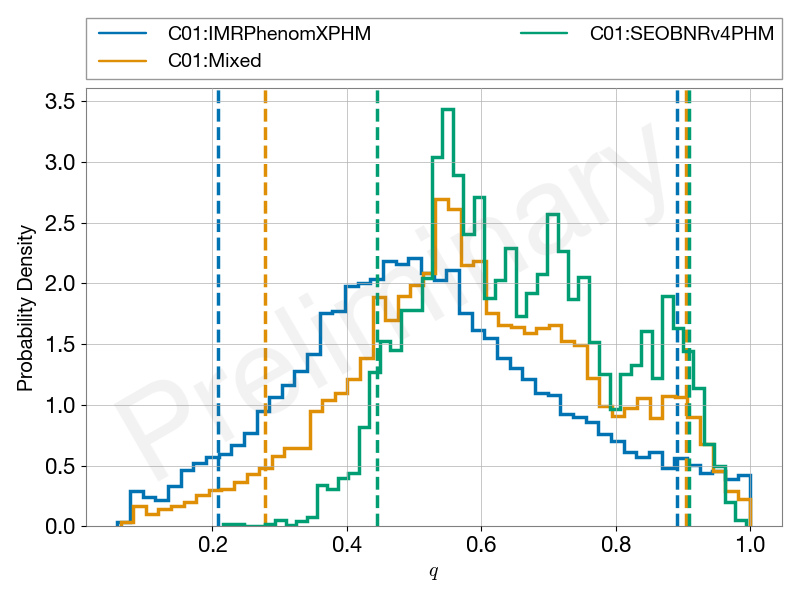 C01:IMRPhenomXPHM
C01:Mixed
C01:SEOBNRv4PHM
Preliminary
Probability Density
3.5
3.0
2.5
2.0
1.5
1.0
0.5
0.0
0.2 0.4 0.6 0.8 1.0
q